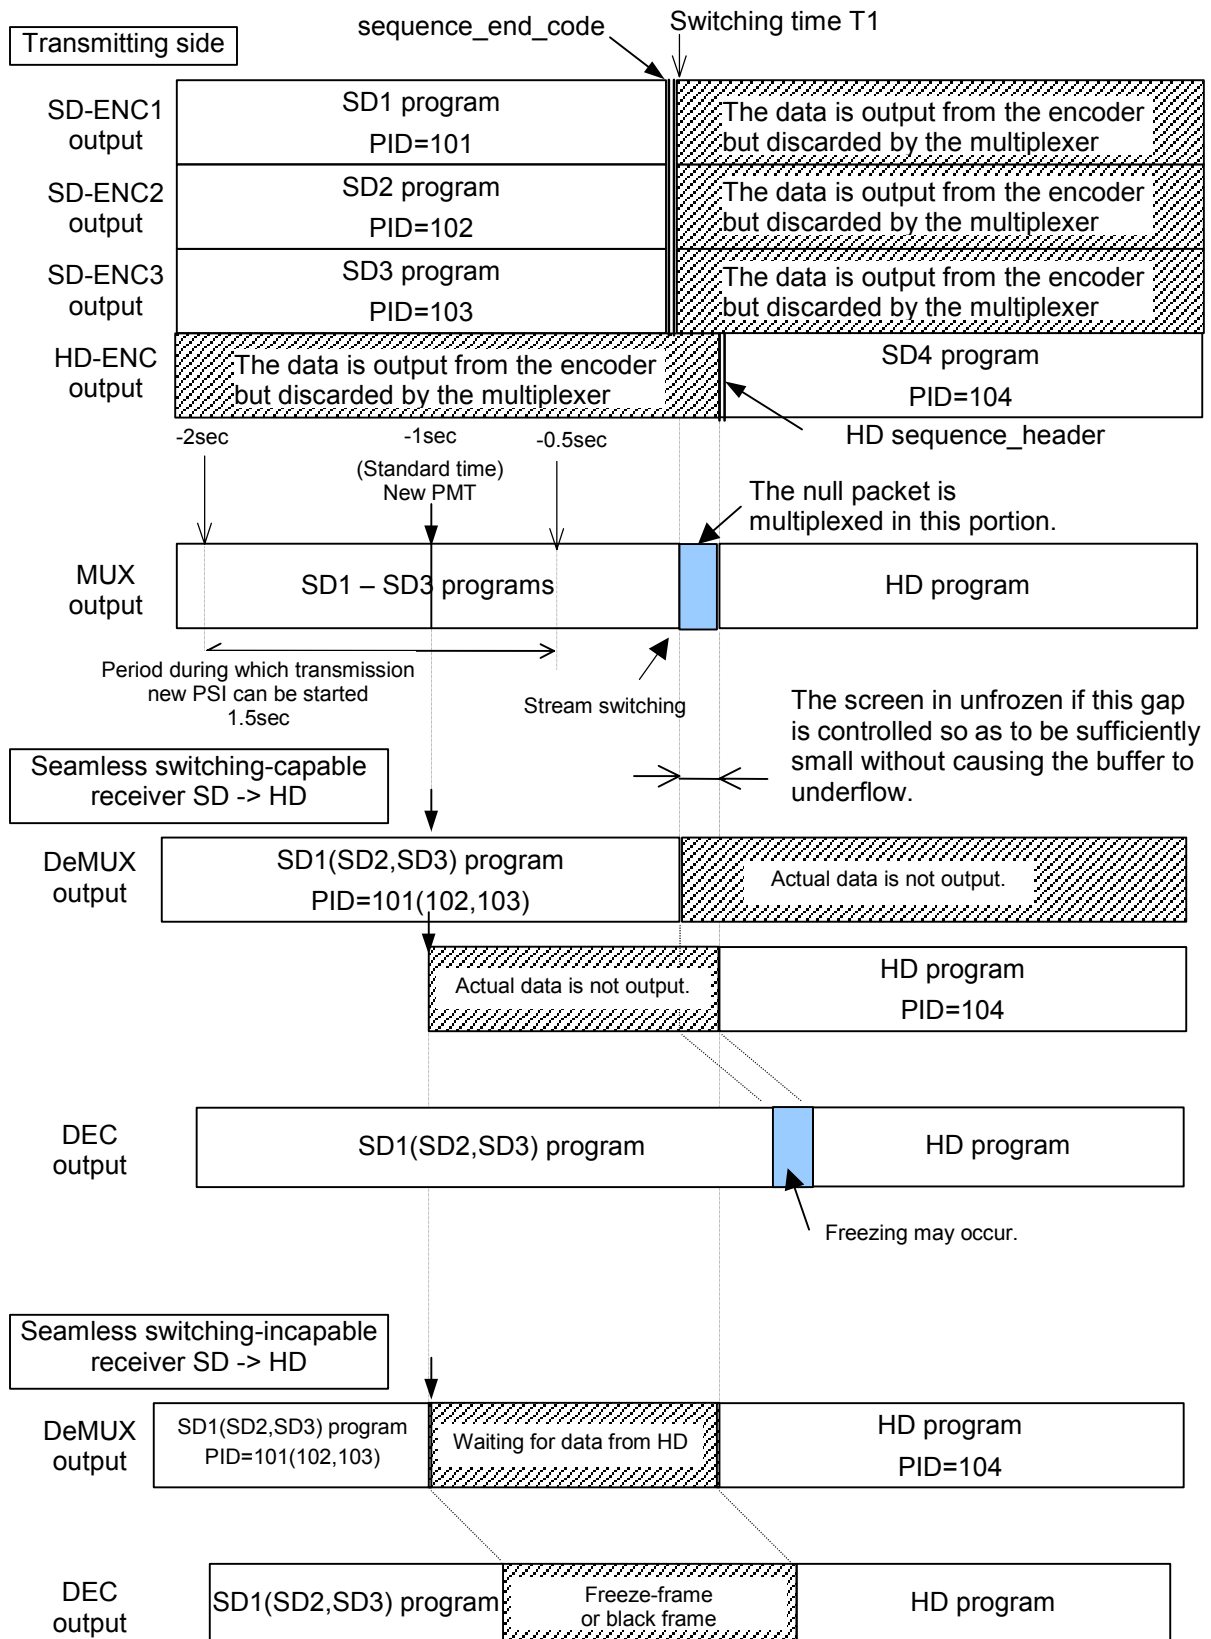 Transmitting side
sequence_end_code
Switching time T1
SD-ENC1
output
SD1 program
PID=101
The data is output from the encoder
but discarded by the multiplexer
SD-ENC2
output
SD2 program
PID=102
The data is output from the encoder
but discarded by the multiplexer
SD-ENC3
output
SD3 program
PID=103
The data is output from the encoder
but discarded by the multiplexer
HD-ENC
output
The data is output from the encoder
but discarded by the multiplexer
SD4 program
PID=104
HD sequence_header
-2sec
-1sec
-0.5sec
(Standard time)
New PMT
The null packet is
multiplexed in this portion.
MUX
output
SD1 – SD3 programs
HD program
Period during which transmission
new PSI can be started
1.5sec
Stream switching
The screen in unfrozen if this gap
is controlled so as to be sufficiently
small without causing the buffer to
underflow.
Seamless switching-capable
receiver SD -> HD
DeMUX
output
SD1(SD2,SD3) program
PID=101(102,103)
Actual data is not output.
Actual data is not output.
HD program
PID=104
DEC
output
SD1(SD2,SD3) program
HD program
Freezing may occur.
Seamless switching-incapable
receiver SD -> HD
DeMUX
output
SD1(SD2,SD3) program
PID=101(102,103)
Waiting for data from HD
HD program
PID=104
DEC
output
SD1(SD2,SD3) program
Freeze-frame
or black frame
HD program